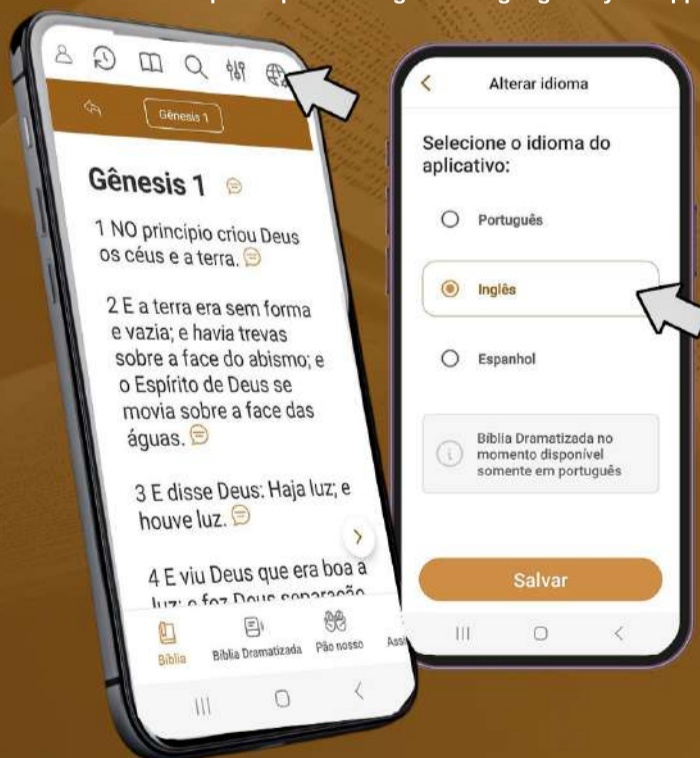 Gênesis 1
Gênesis 1
1 NO princípio criou Deus
os céus e a terra.
2 E a terra era sem forma
e vazia; e havia trevas
sobre a face do abismo; e
o Espírito de Deus se
movia sobre a face das
águas.
3 E disse Deus: Haja luz; e
houve luz.
4 E viu Deus que era boa a
Bíblia
Bíblia Dramatizada
Pão nosso
Alterar idioma
Selecione o idioma do
aplicativo:
Português
Inglês
Espanhol
Bíblia Dramatizada no
momento disponível
somente em português
Salvar